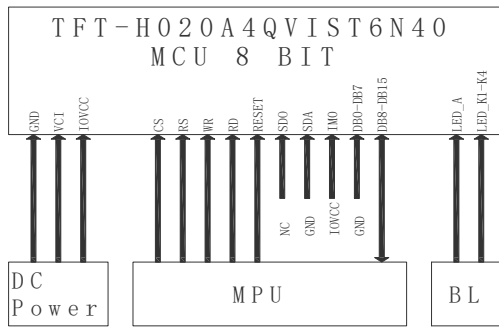 TFT-H020A4QVIST6N40
MCU 8 BIT
GND
VCI
IOVCC
CS
RS
WR
RD
RESET
SDO
SDA
IMO
DB0-DB7
DB8-DB15
LED_A
LED_K1-K4
NC
GND
IOVCC
GND
DC
Power
MPU
BL